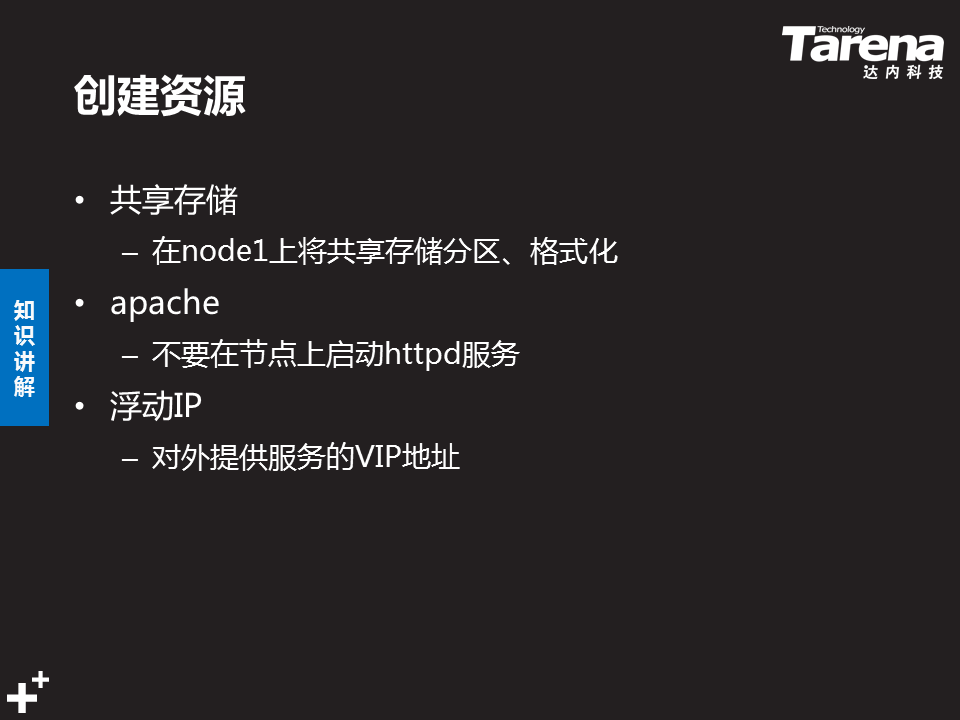 Technology
Tarena
达内科技
创建资源
• 共享存储
– 在node1上将共享存储分区、格式化
• apache
– 不要在节点上启动httpd服务
• 浮动IP
– 对外提供服务的VIP地址
知识讲解